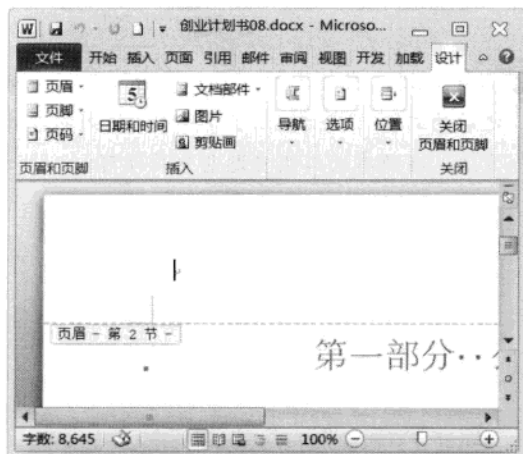 创业计划书08.docx - Microso...
文件 开始 插入 页面 引用 邮件 审阅 视图 开发 加载 设计
页眉
页脚
页码
日期和时间
文档部件
图片
剪贴画
导航
选项
位置
关闭
页眉和页脚
页眉和页脚 插入 关闭
页眉 - 第 2 节 -
第一部分··
字数: 8,645 100%